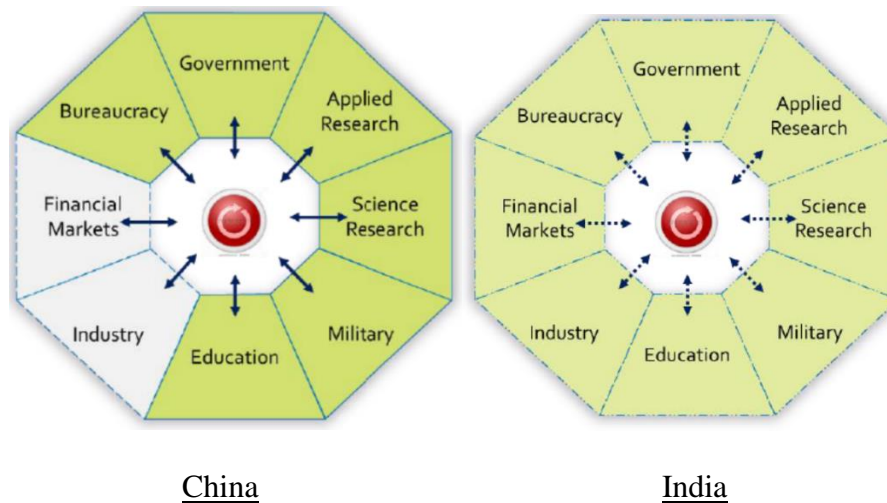 Government
Bureaucracy
Applied
Research
Financial
Markets
Science
Research
Industry
Military
Education
Government
Bureaucracy
Applied
Research
Financial
Markets
Science
Research
Industry
Military
Education
China
India